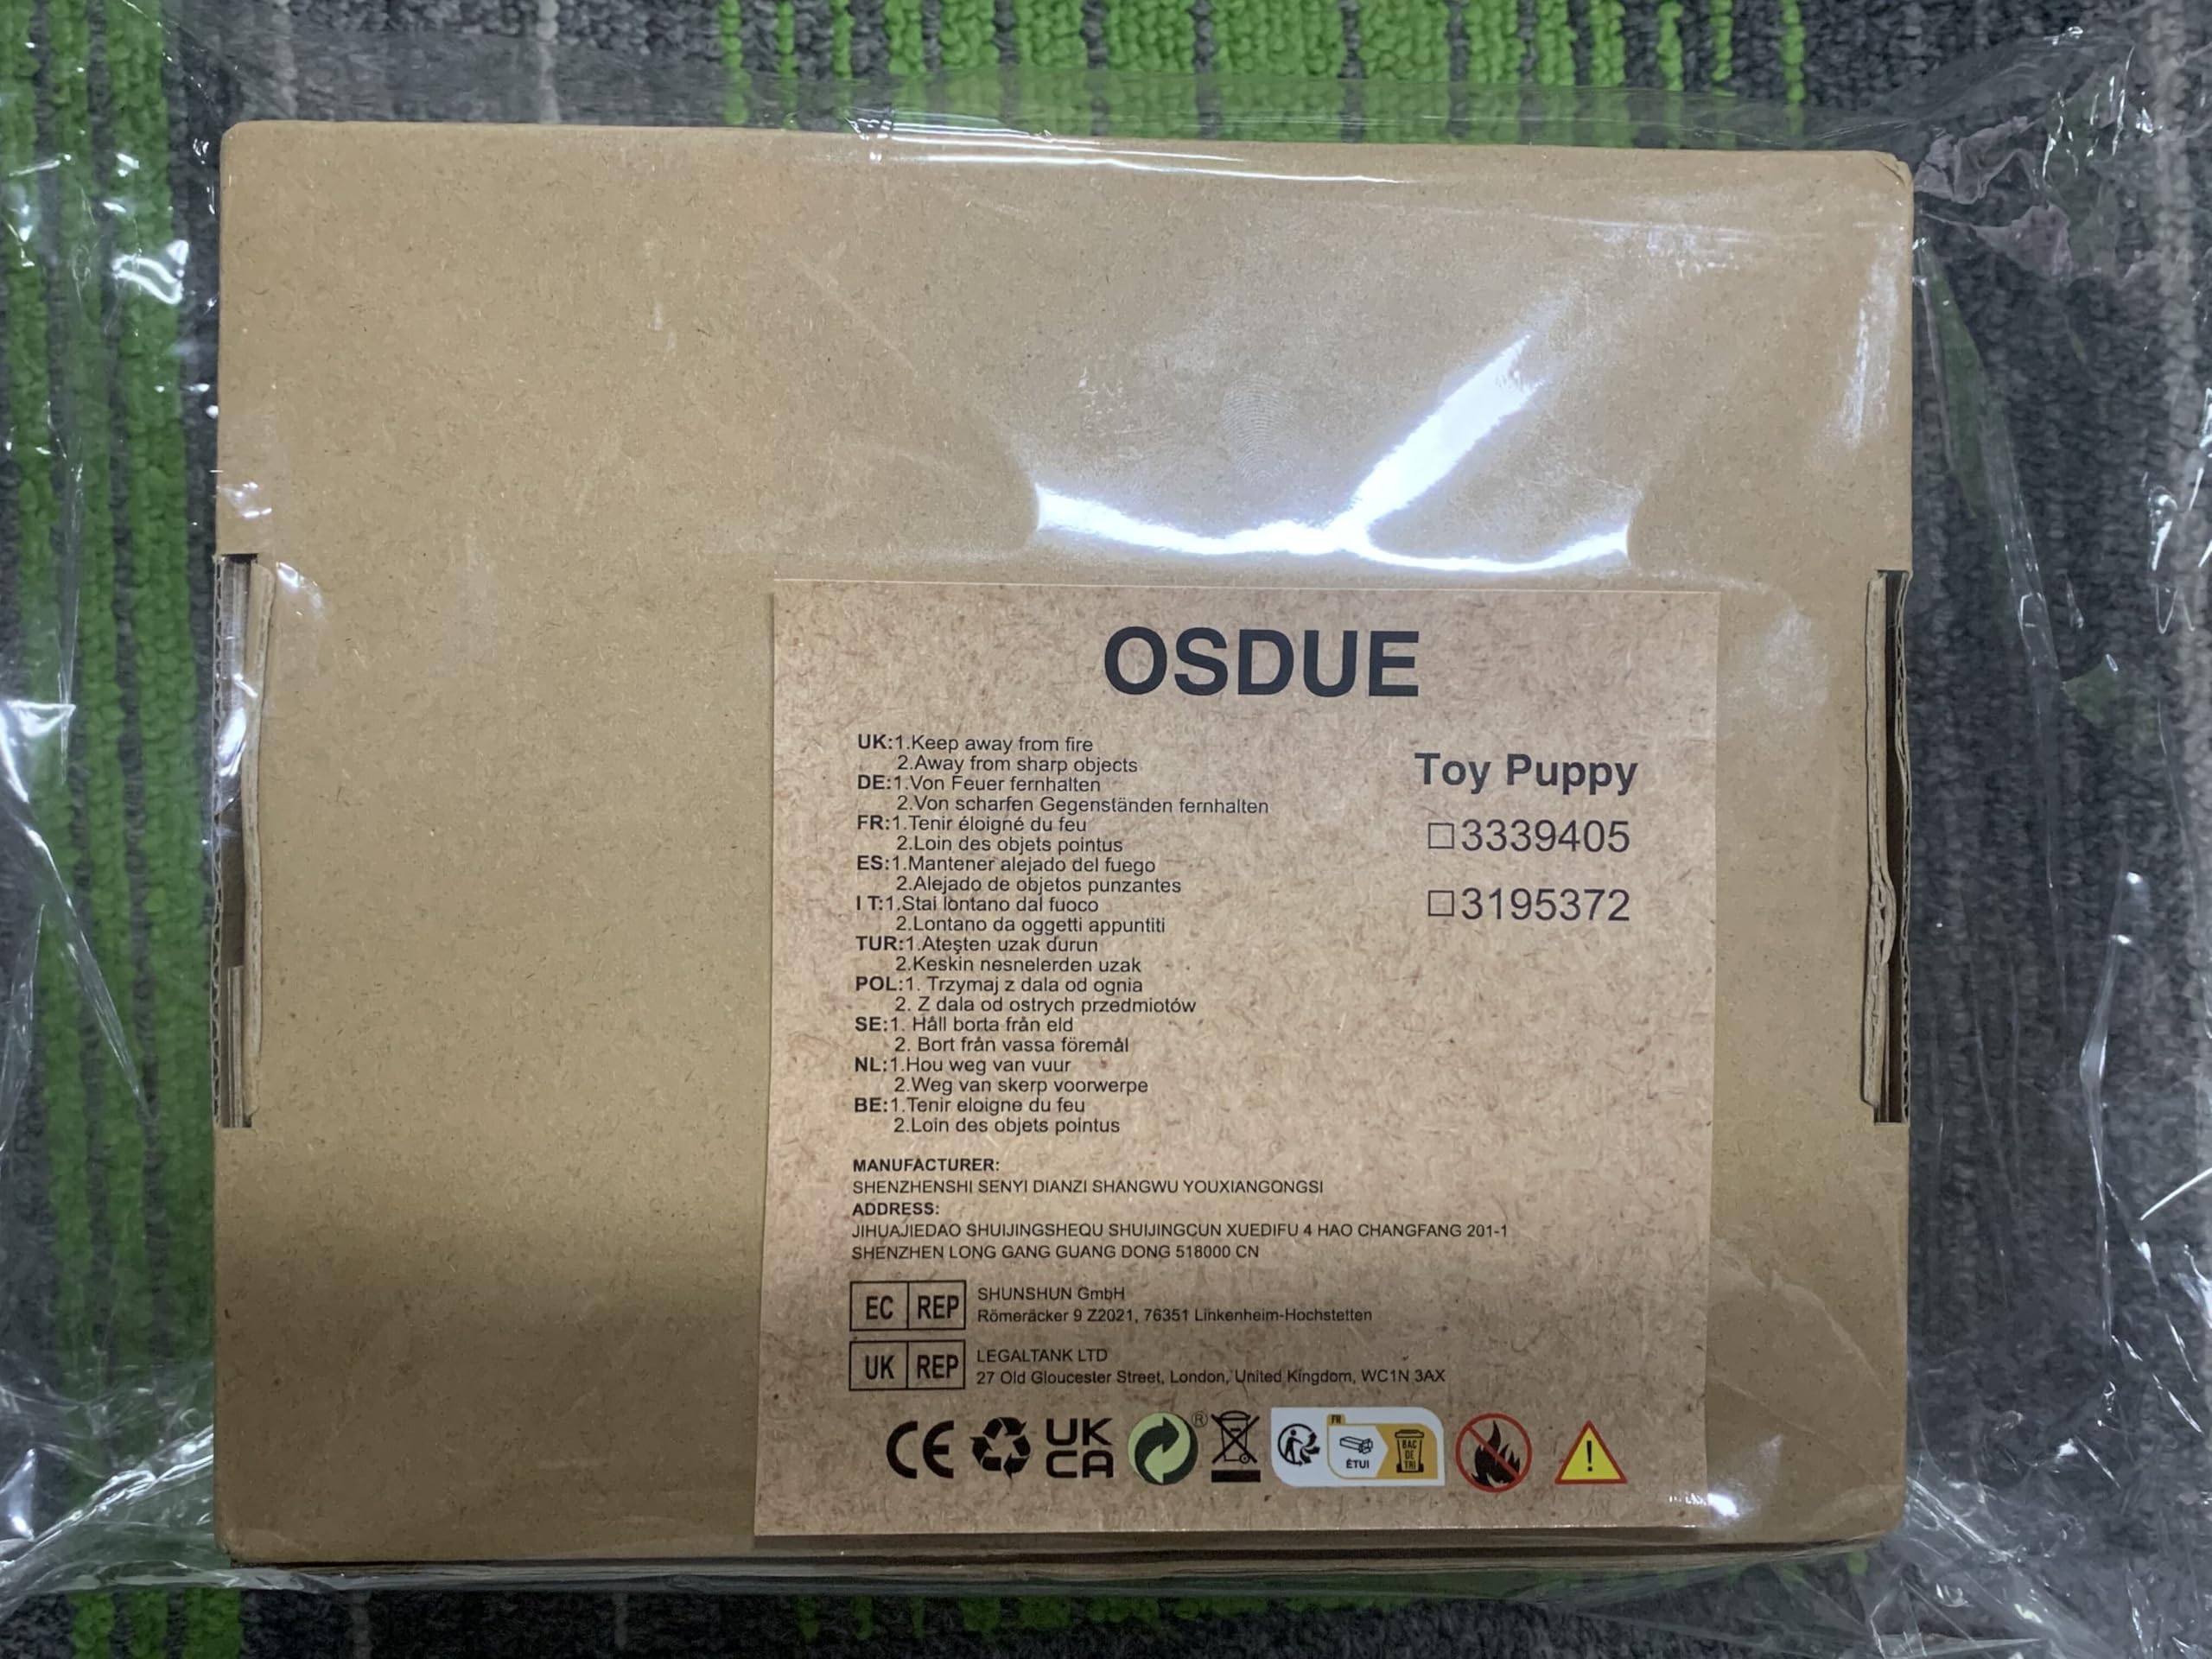 OSDUE
UK:1.Keep away from fire
2.Away from sharp objects
DE:1.Von Feuer fernhalten
2.Von scharfen Gegenständen fernhalten
FR:1.Tenir éloigné du feu
2.Loin des objets pointus
ES:1.Mantener alejado del fuego
2.Alejado de objetos punzantes
I T:1.Stai lontano dal fuoco
2.Lontano da oggetti appuntiti
TUR:1.Ateşten uzak durun
2.Keskin nesnelerden uzak
POL:1. Trzymaj z dala od ognia
2. Z dala od ostrych przedmiotów
SE:1. Håll borta från eld
2. Bort från vassa föremål
NL:1.Hou weg van vuur
2.Weg van skerp voorwerpe
BE:1.Tenir eloigne du feu
2.Loin des objets pointus
Toy Puppy
☐3339405
☐3195372
MANUFACTURER:
SHENZHENSHI SENYI DIANZI SHANGWU YOUXIANGONGSI
ADDRESS:
JIHUAJIEDAO SHUIJINGSHEQU SHUIJINGCUN XUEDIFU 4 HAO CHANGFANG 201-1
SHENZHEN LONG GANG GUANG DONG 518000 CN
EC REP
SHUNSHUN GmbH
Römeräcker 9 Z2021, 76351 Linkenheim-Hochstetten
UK REP
LEGALTANK LTD
27 Old Gloucester Street, London, United Kingdom, WC1N 3AX
CE
UK
CA
®
FR
ÉTUI
BAC
DE
TRI
!